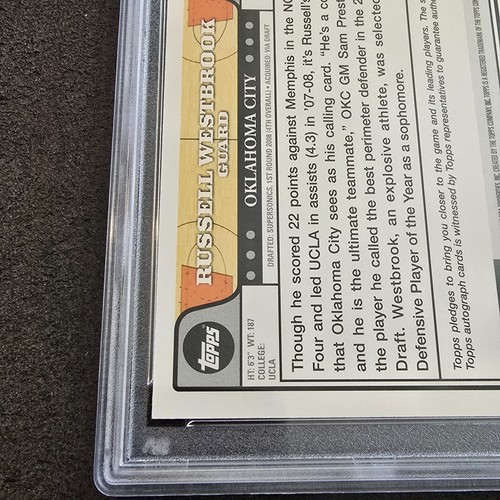 RUSSELL WESTBROOK
GUARD
OKLAHOMA CITY
DRAFTED: SUPERSONICS, 1ST ROUND 2008 (4TH OVERALL) • ACQUIRED: VIA DRAFT
topps
HT: 6'3" WT: 187
COLLEGE:
UCLA
Though he scored 22 points against Memphis in the NC
Four and led UCLA in assists (4.3) in '07-08, it's Russell's
that Oklahoma City sees as his calling card. "He's a co
and he is the ultimate teammate," OKC GM Sam Prest
the player he called the best perimeter defender in the 2
Draft. Westbrook, an explosive athlete, was selected
Defensive Player of the Year as a sophomore.
Topps pledges to bring you closer to the game and its leading players. The s
Topps autograph cards is witnessed by Topps representatives to guarantee auth